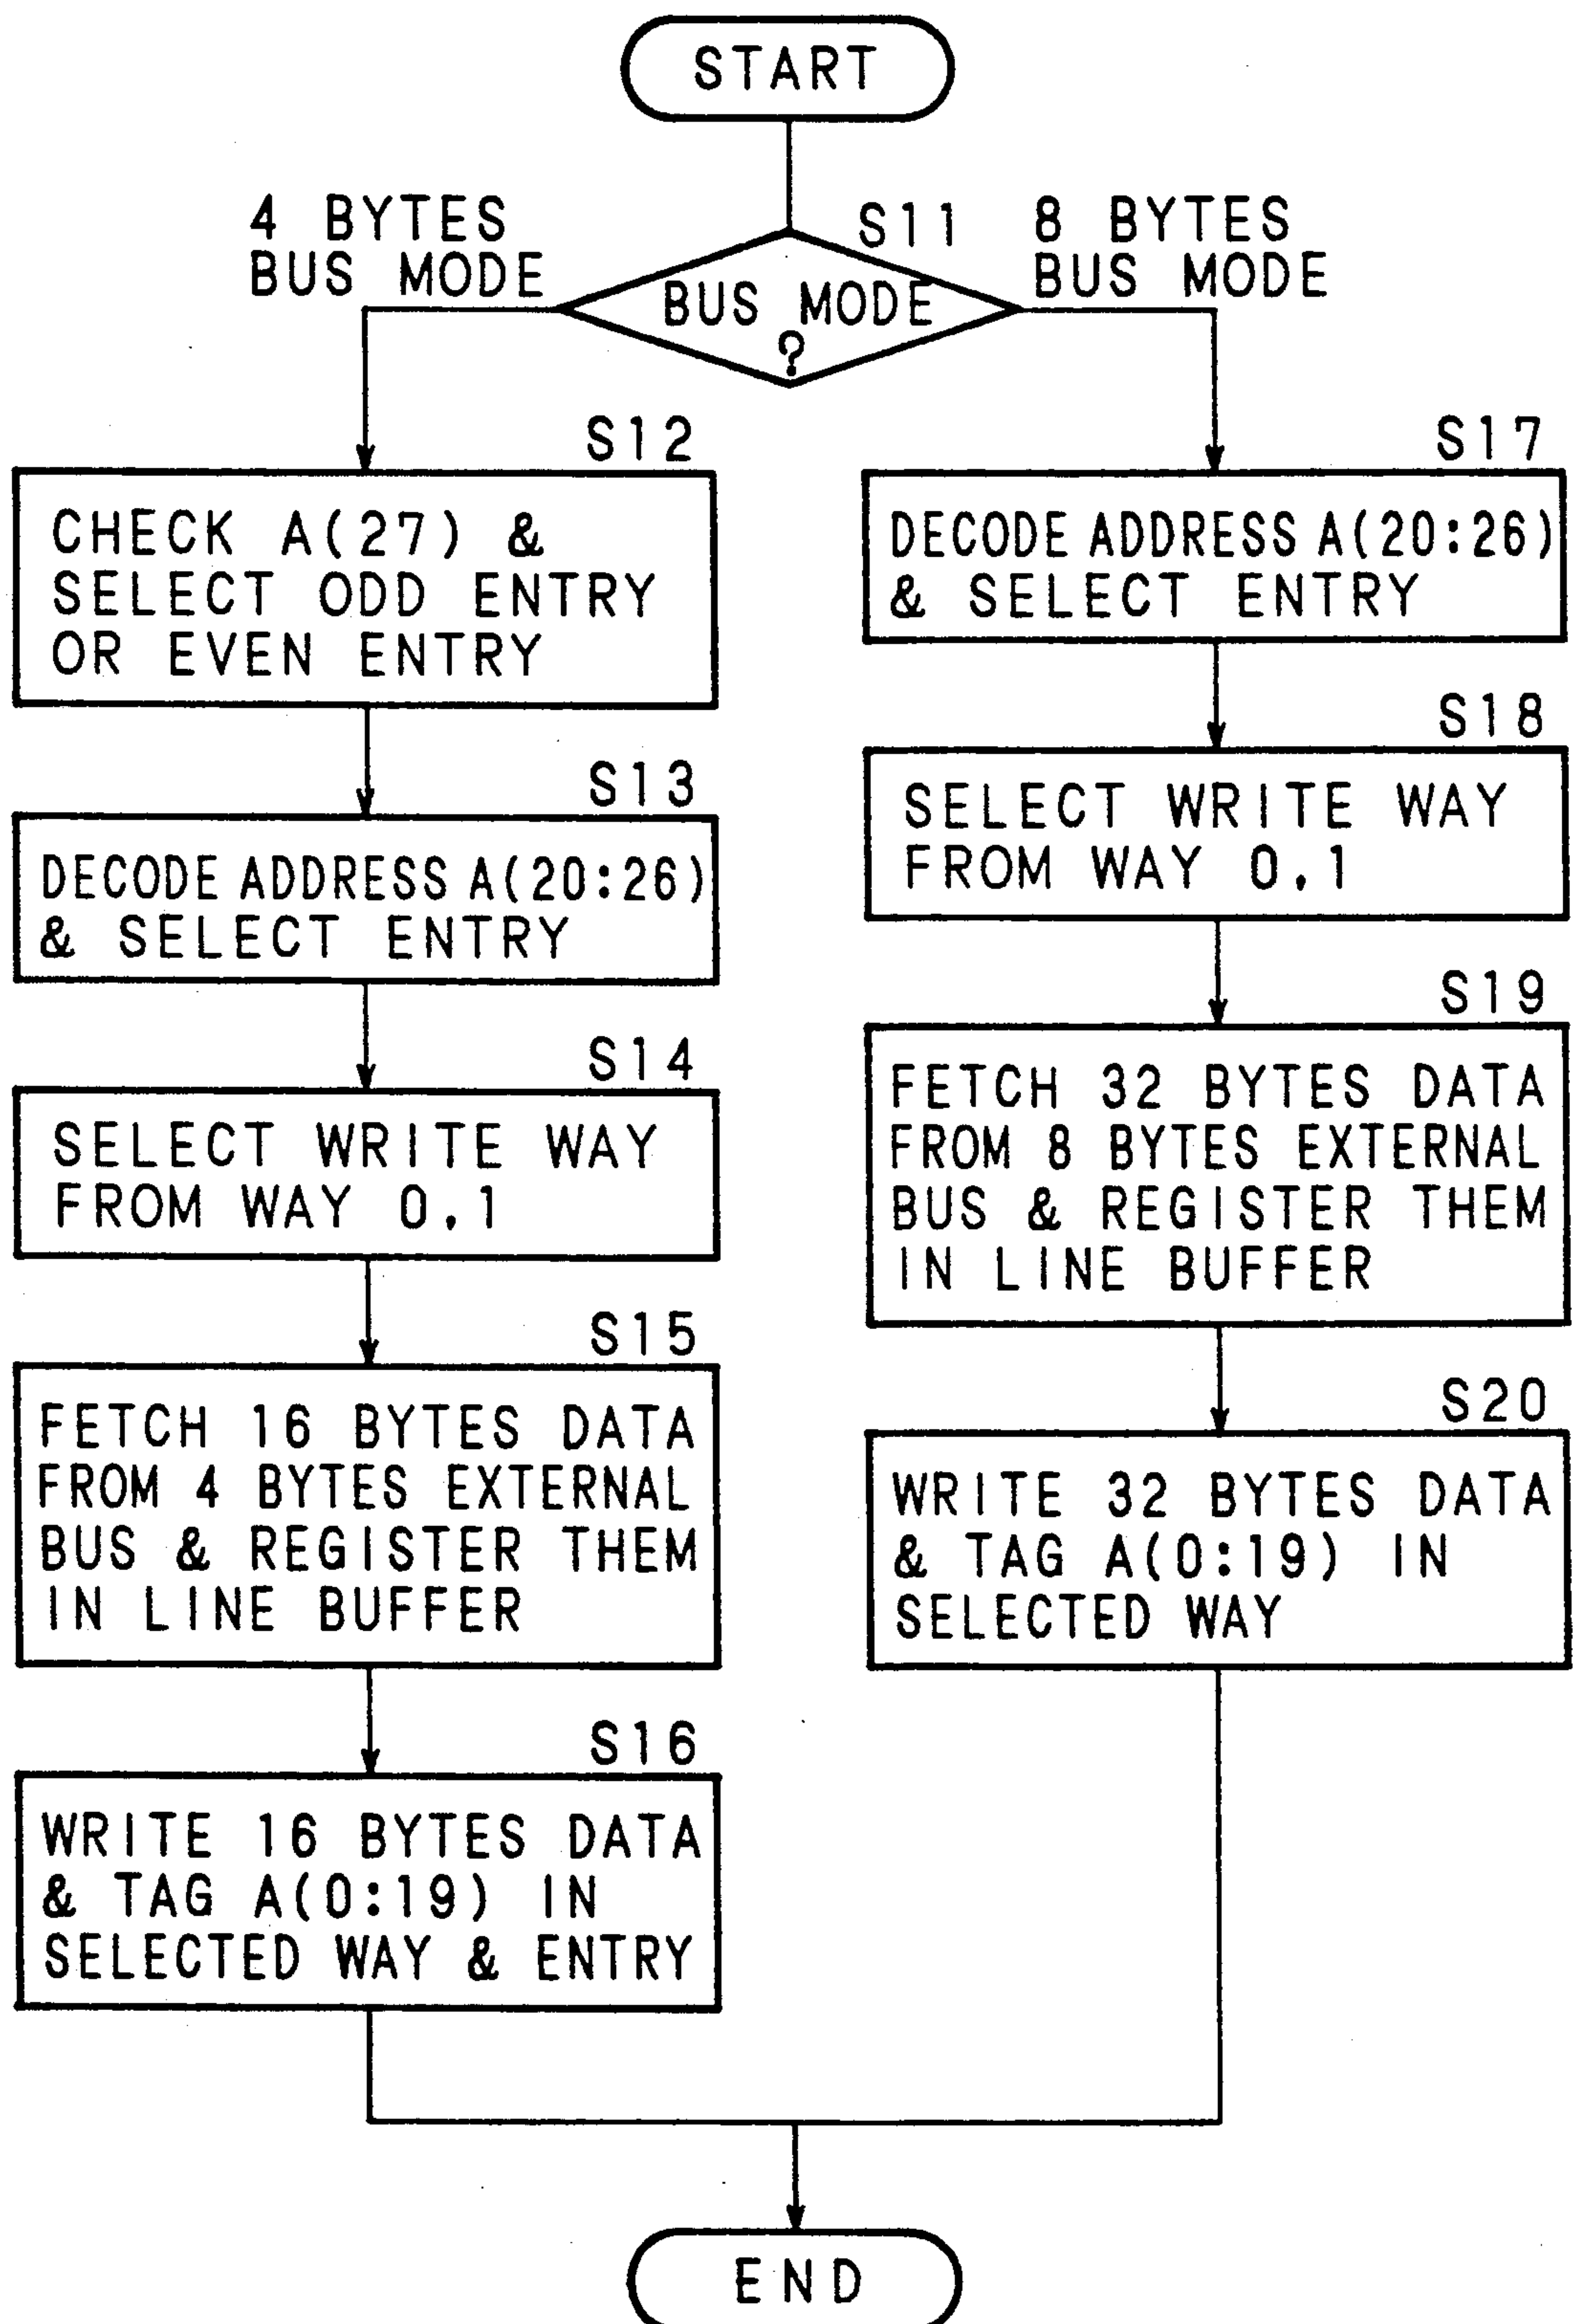 START
4 BYTES
BUS MODE
S11
8 BYTES
BUS MODE
BUS MODE
?
S12
CHECK A(27) &
SELECT ODD ENTRY
OR EVEN ENTRY
S13
DECODE ADDRESS A(20:26)
& SELECT ENTRY
S14
SELECT WRITE WAY
FROM WAY 0,1
S15
FETCH 16 BYTES DATA
FROM 4 BYTES EXTERNAL
BUS & REGISTER THEM
IN LINE BUFFER
S16
WRITE 16 BYTES DATA
& TAG A(0:19) IN
SELECTED WAY & ENTRY
S17
DECODE ADDRESS A(20:26)
& SELECT ENTRY
S18
SELECT WRITE WAY
FROM WAY 0,1
S19
FETCH 32 BYTES DATA
FROM 8 BYTES EXTERNAL
BUS & REGISTER THEM
IN LINE BUFFER
S20
WRITE 32 BYTES DATA
& TAG A(0:19) IN
SELECTED WAY
END